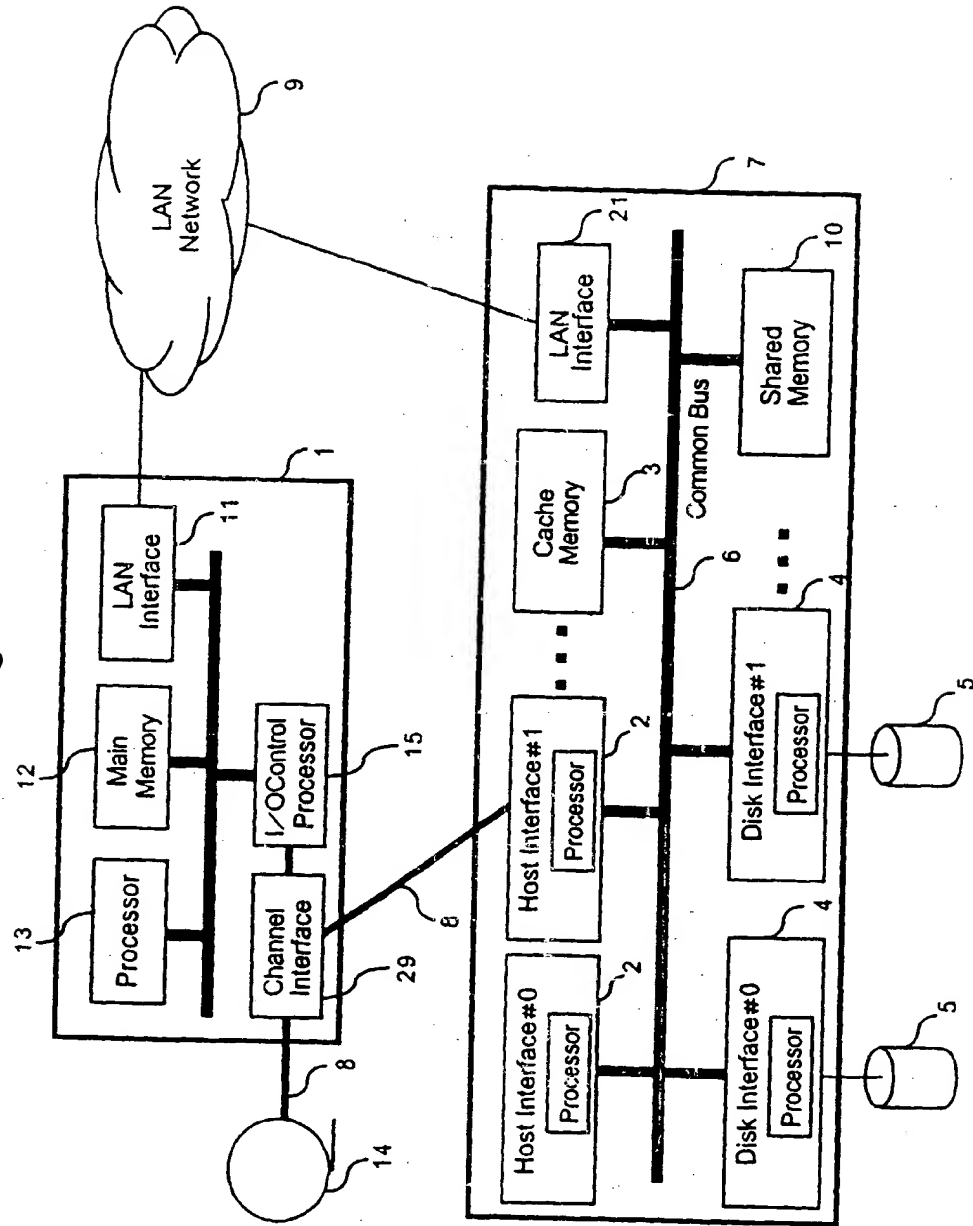 LAN
Network
9
1
12
13
Processor
Main
Memory
LAN
Interface
11
Channel
Interface
I/OControl
Processor
15
29
8
14
8
7
Host Interface#0
Processor
2
Host Interface#1
Processor
2
Cache
Memory
3
LAN
Interface
21
6
Common Bus
Disk Interface#0
Processor
4
Disk Interface#1
Processor
4
Shared
Memory
10
5
5